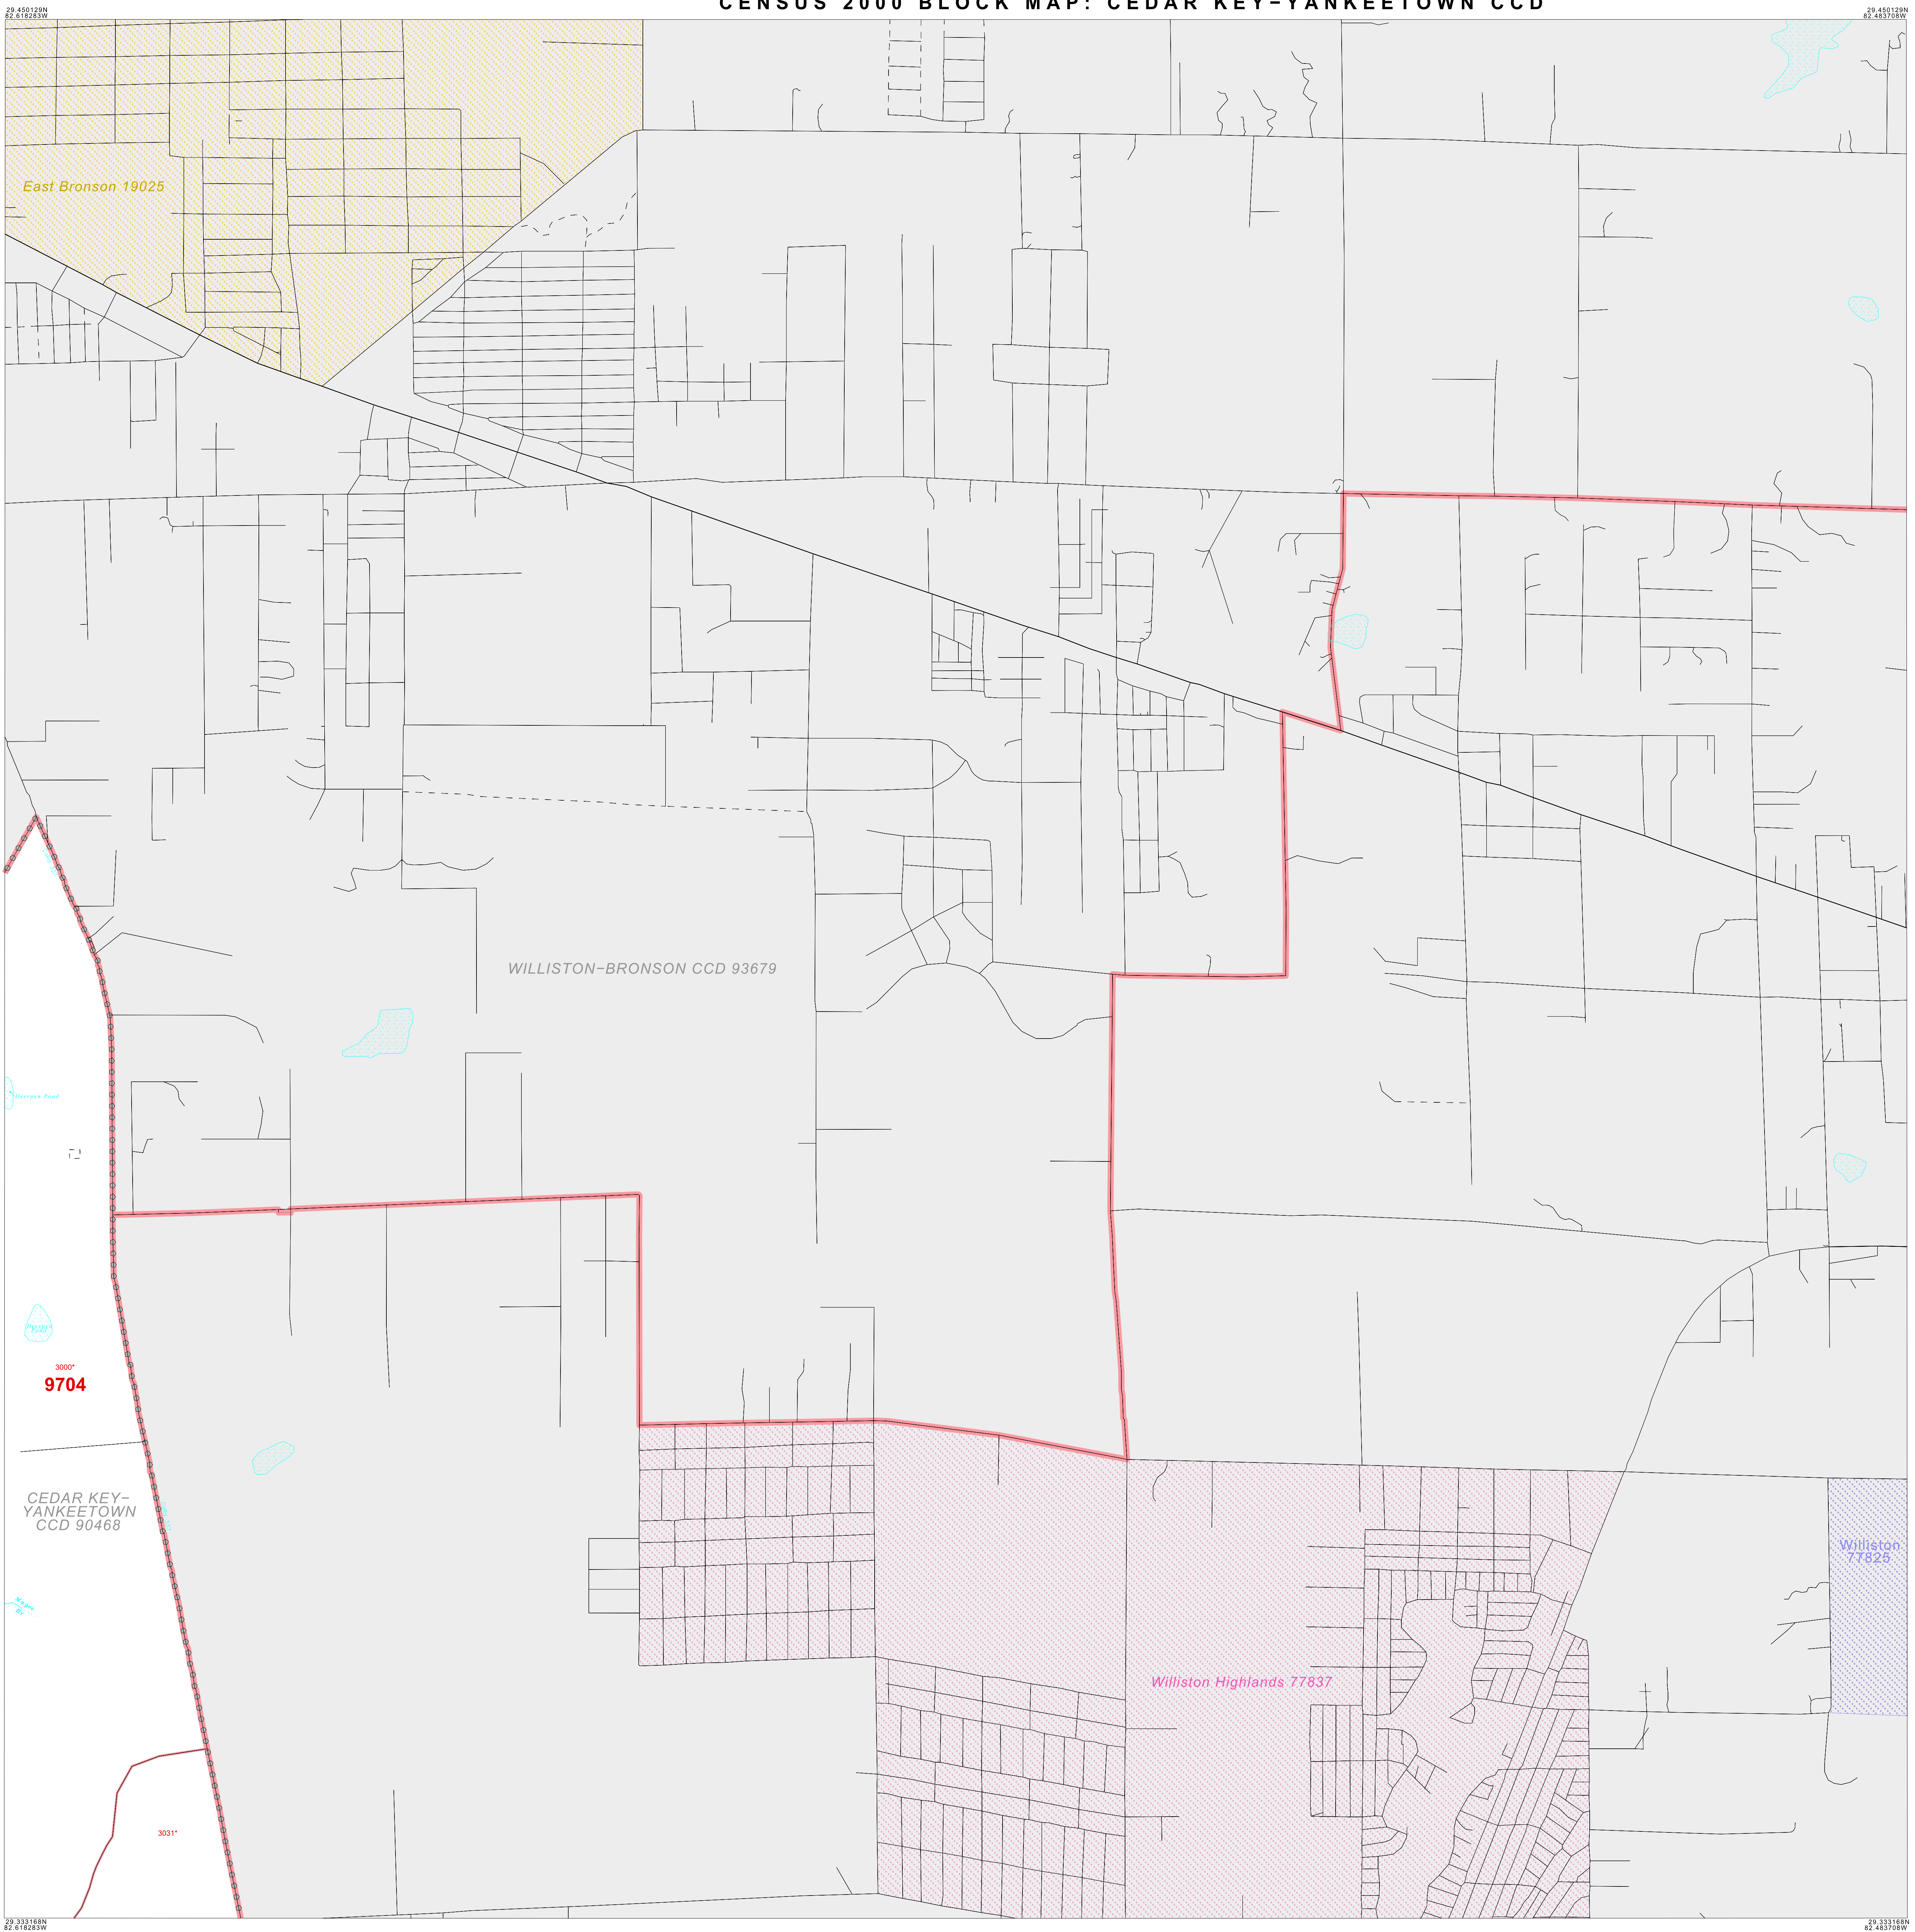 CENSUS 2000 BLOCK MAP: CEDAR KEY−YANKEETOWN CCD
29.450129N
82.618283W
29.450129N
82.483708W
East Bronson 19025
WILLISTON−BRONSON CCD 93679
3000*
9704
CEDAR KEY−
YANKEETOWN
CCD 90468
Williston
77825
Williston Highlands 77837
3031*
29.333168N
82.618283W
29.333168N
82.483708W